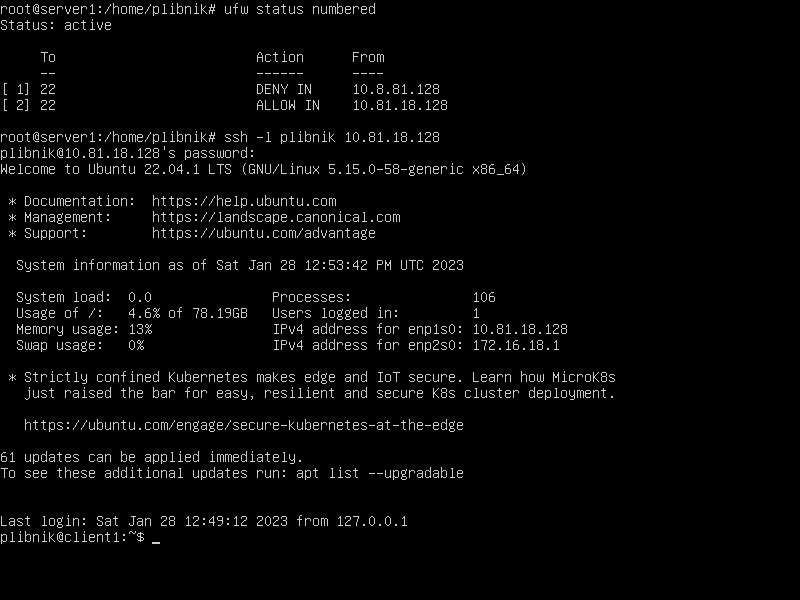 root@server1:/home/plibnik# ufw status numbered
Status: active
     To                         Action      From
     --                         ------      ----
[ 1] 22                         DENY IN     10.8.81.128
[ 2] 22                         ALLOW IN    10.81.18.128
root@server1:/home/plibnik# ssh -l plibnik 10.81.18.128
plibnik@10.81.18.128's password:
Welcome to Ubuntu 22.04.1 LTS (GNU/Linux 5.15.0-58-generic x86_64)
 * Documentation:  https://help.ubuntu.com
 * Management:     https://landscape.canonical.com
 * Support:        https://ubuntu.com/advantage
  System information as of Sat Jan 28 12:53:42 PM UTC 2023
  System load:  0.0               Processes:               106
  Usage of /:   4.6% of 78.19GB   Users logged in:         1
  Memory usage: 13%               IPv4 address for enp1s0: 10.81.18.128
  Swap usage:   0%                IPv4 address for enp2s0: 172.16.18.1
 * Strictly confined Kubernetes makes edge and IoT secure. Learn how MicroK8s
   just raised the bar for easy, resilient and secure K8s cluster deployment.
   https://ubuntu.com/engage/secure-kubernetes-at-the-edge
61 updates can be applied immediately.
To see these additional updates run: apt list --upgradable
Last login: Sat Jan 28 12:49:12 2023 from 127.0.0.1
plibnik@client1:~$ _